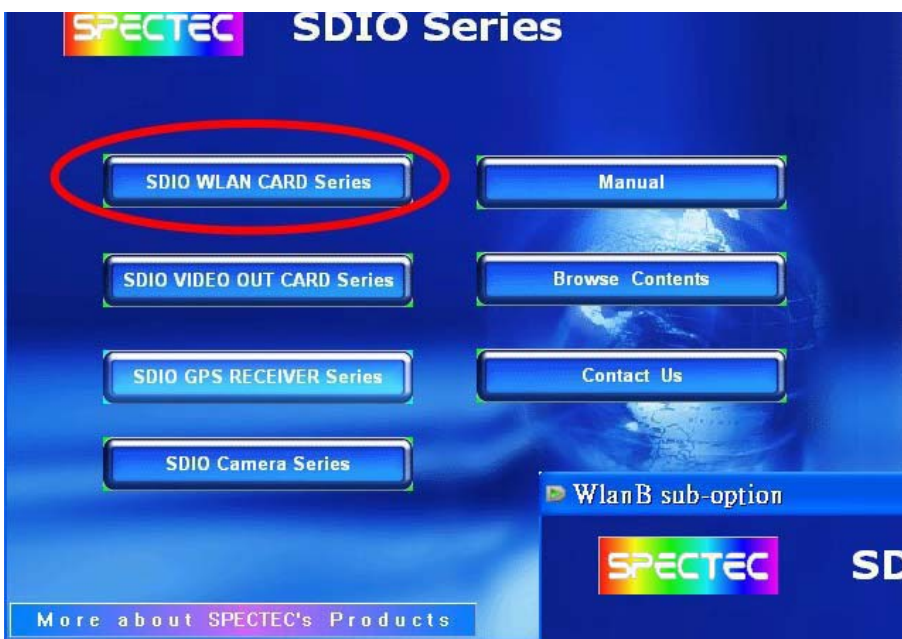 SPECTEC SDIO Series
SDIO WLAN CARD Series
Manual
SDIO VIDEO OUT CARD Series
Browse Contents
SDIO GPS RECEIVER Series
Contact Us
SDIO Camera Series
WlanB sub-option
SPECTEC SD
More about SPECTEC's Products